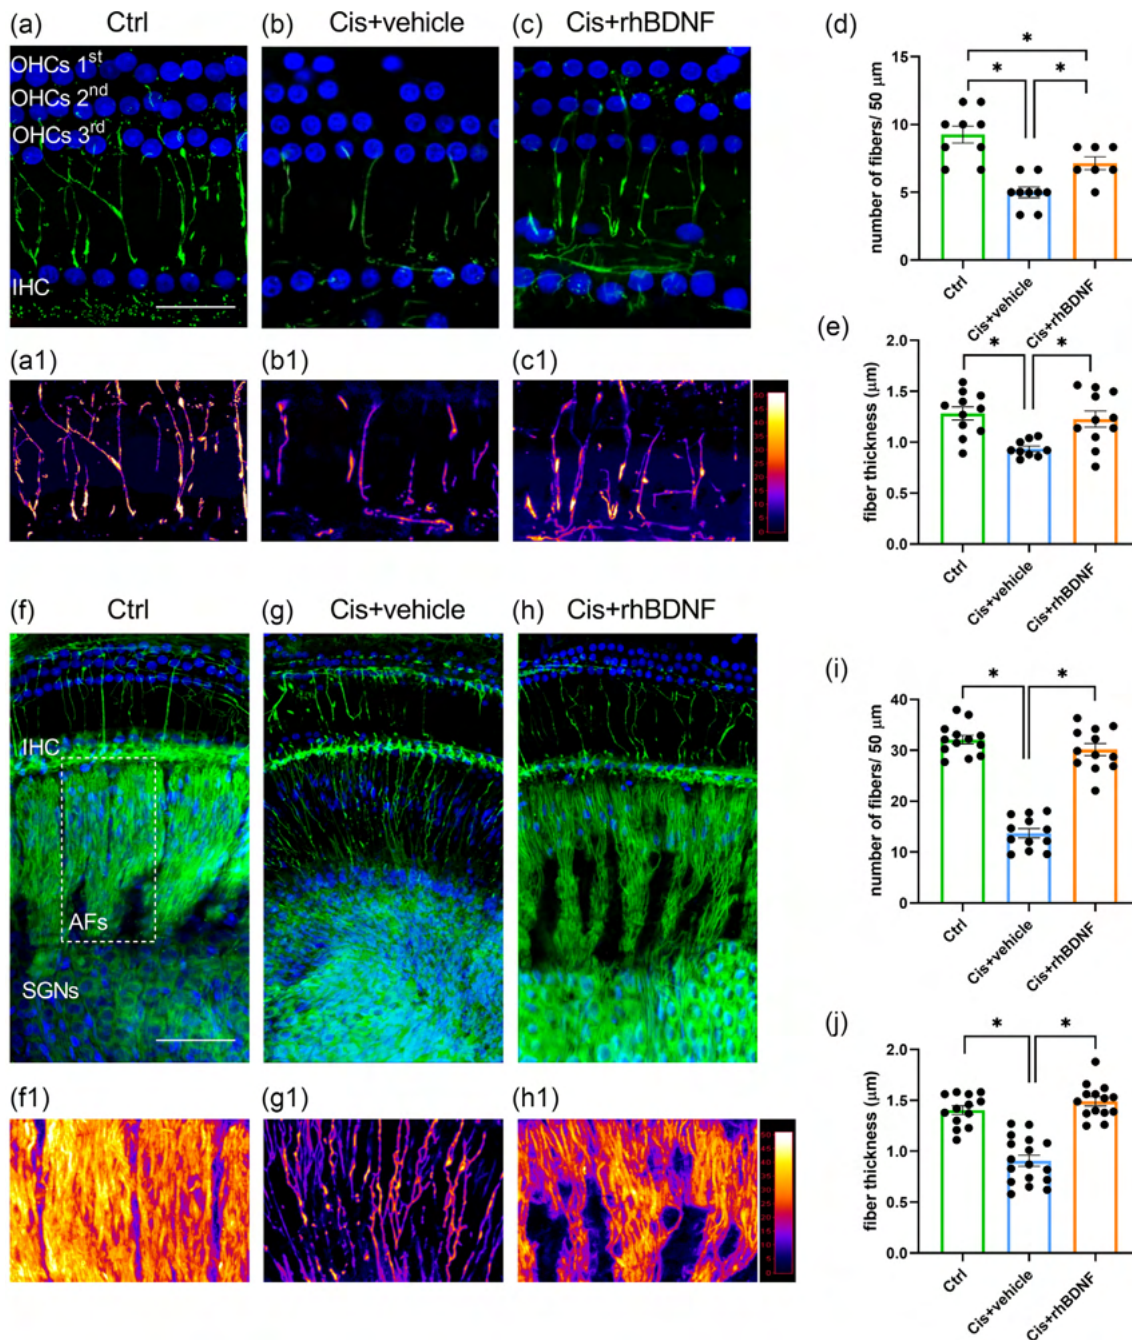 (a) Ctrl
(b) Cis+vehicle
(c) Cis+rhBDNF
OHCs 1st
OHCs 2nd
OHCs 3rd
IHC
(d)
number of fibers/ 50 µm
15
10
5
0
* * *
Ctrl
Cis+vehicle
Cis+rhBDNF
(a1)
(b1)
(c1)
(e)
fiber thickness (µm)
2.0
1.5
1.0
0.5
0.0
* *
Ctrl
Cis+vehicle
Cis+rhBDNF
(f) Ctrl
(g) Cis+vehicle
(h) Cis+rhBDNF
IHC
AFs
SGNs
(i)
number of fibers/ 50 µm
40
30
20
10
0
* *
Ctrl
Cis+vehicle
Cis+rhBDNF
(f1)
(g1)
(h1)
(j)
fiber thickness (µm)
2.0
1.5
1.0
0.5
0.0
* *
Ctrl
Cis+vehicle
Cis+rhBDNF